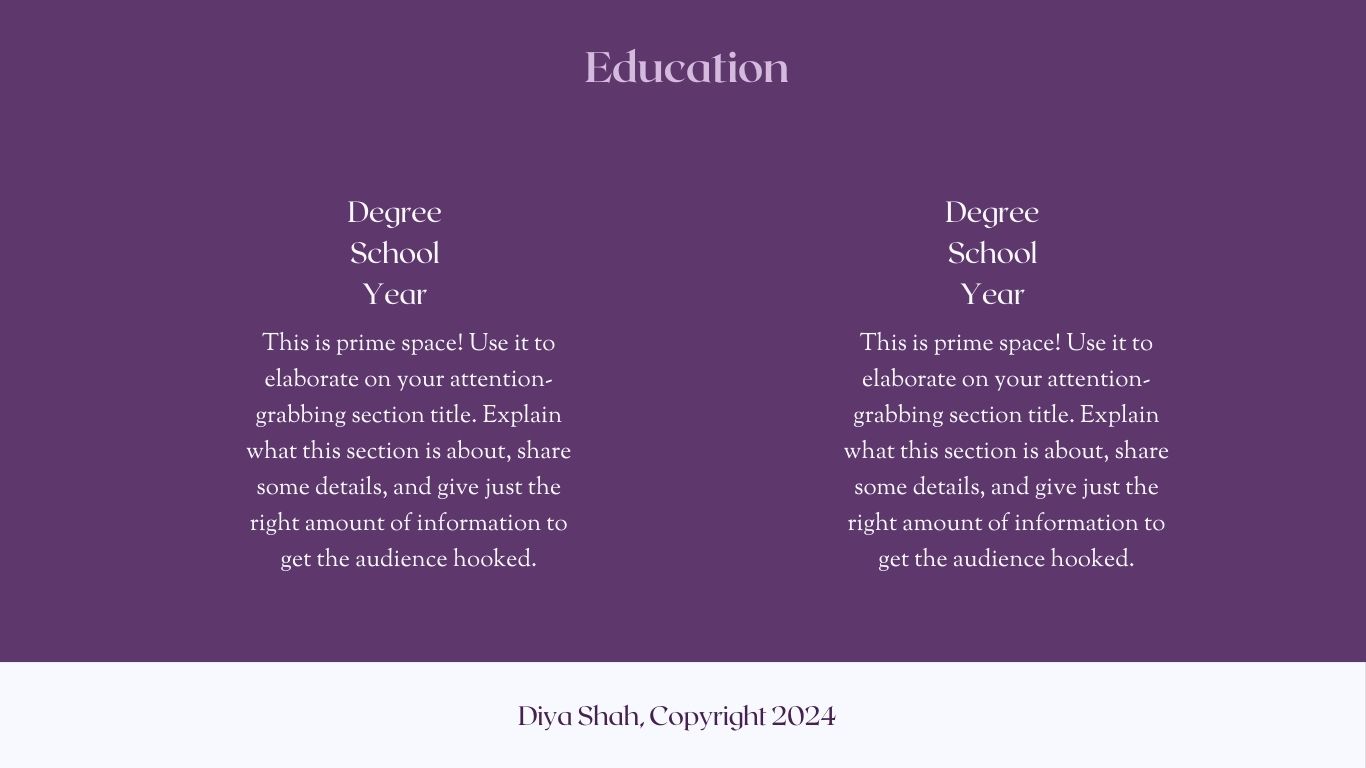 Education
Degree
School
Year
This is prime space! Use it to
elaborate on your attention-
grabbing section title. Explain
what this section is about, share
some details, and give just the
right amount of information to
get the audience hooked.
Degree
School
Year
This is prime space! Use it to
elaborate on your attention-
grabbing section title. Explain
what this section is about, share
some details, and give just the
right amount of information to
get the audience hooked.
Diya Shah, Copyright 2024